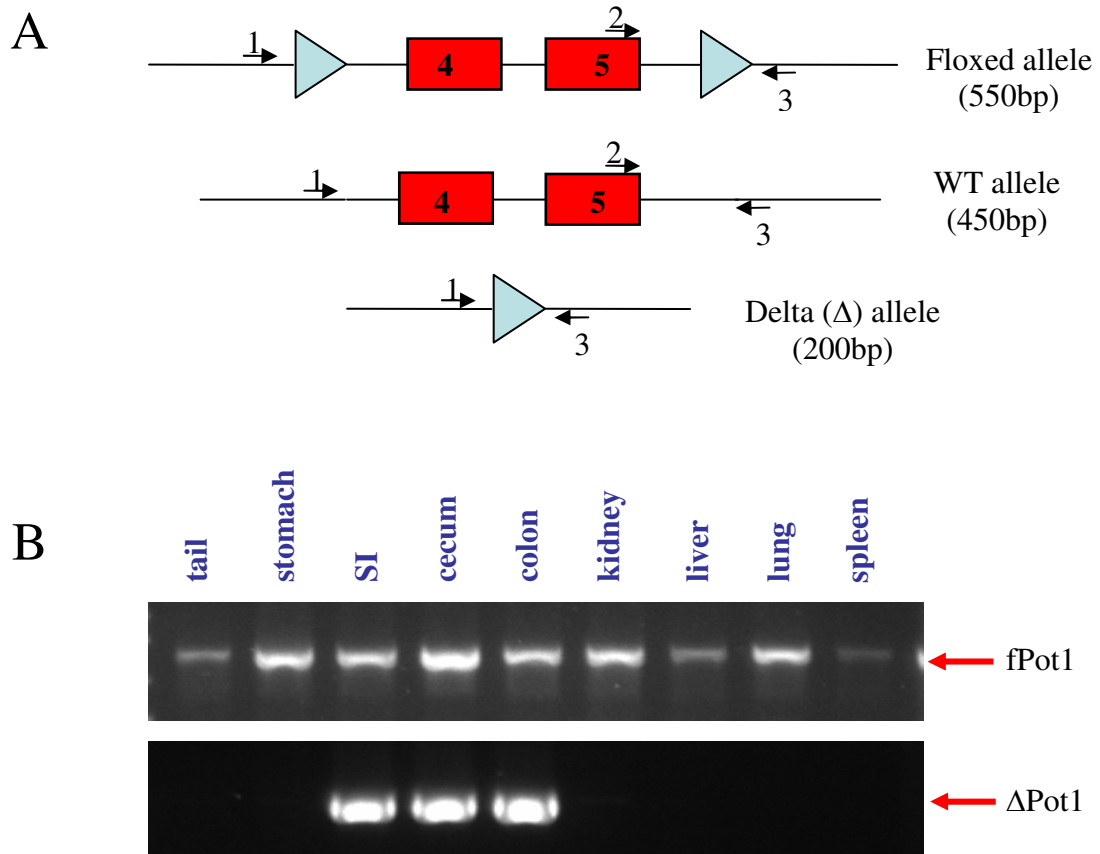 A
1
2
4
5
3
Floxed allele
(550bp)
1
2
4
5
3
WT allele
(450bp)
1
3
Delta (Δ) allele
(200bp)
B
tail
stomach
SI
cecum
colon
kidney
liver
lung
spleen
fPot1
ΔPot1